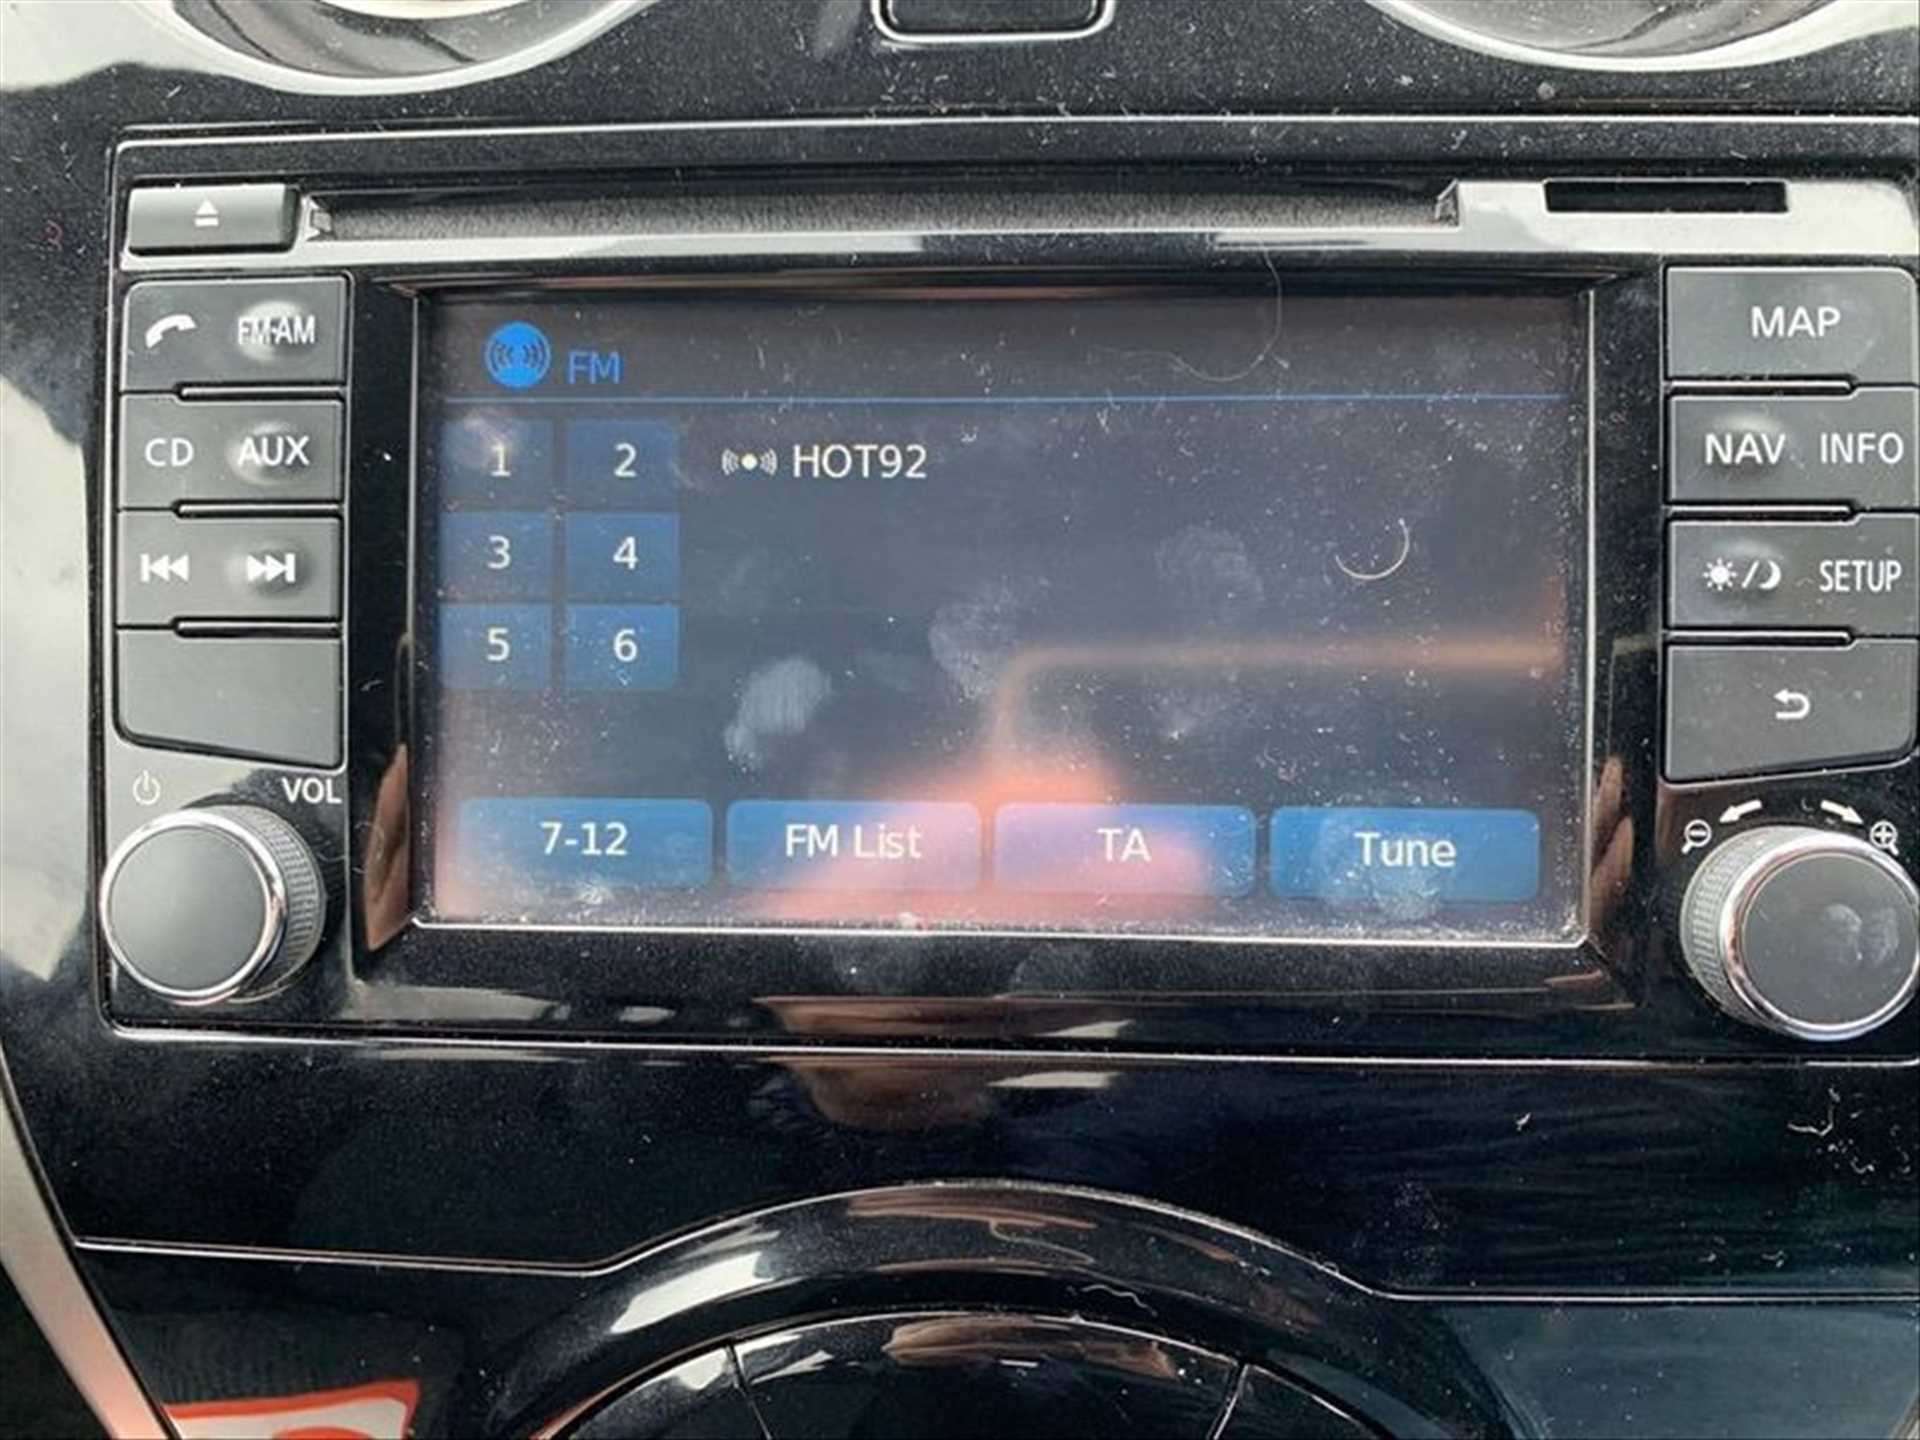 FM·AM
CD AUX
VOL
FM
1 2
HOT92
3 4
5 6
7-12 FM List TA Tune
MAP
NAV INFO
SETUP